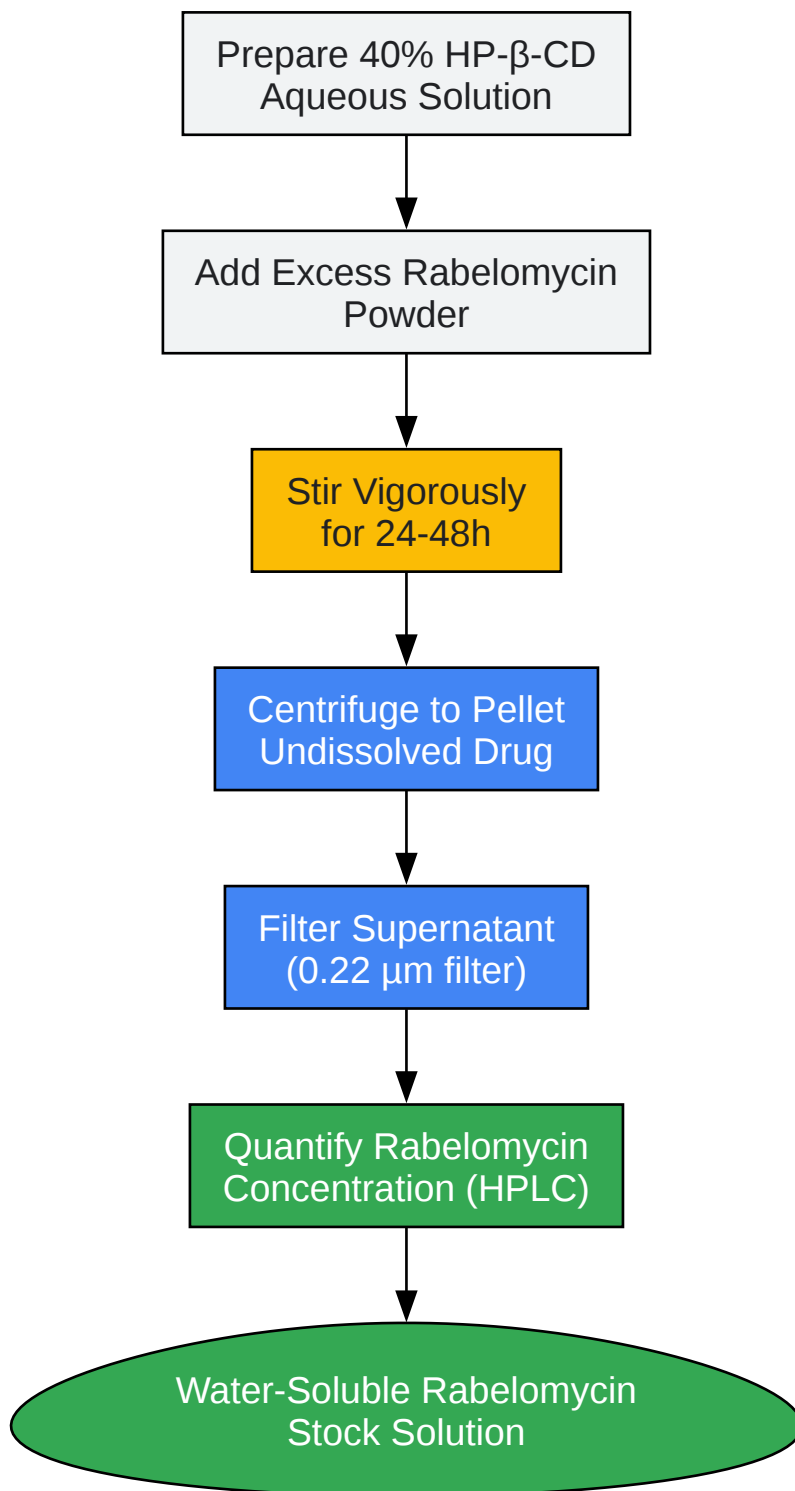 Prepare 40% HP-β-CD
Aqueous Solution
Add Excess Rabelomycin
Powder
Stir Vigorously
for 24-48h
Centrifuge to Pellet
Undissolved Drug
Filter Supernatant
(0.22 µm filter)
Quantify Rabelomycin
Concentration (HPLC)
Water-Soluble Rabelomycin
Stock Solution